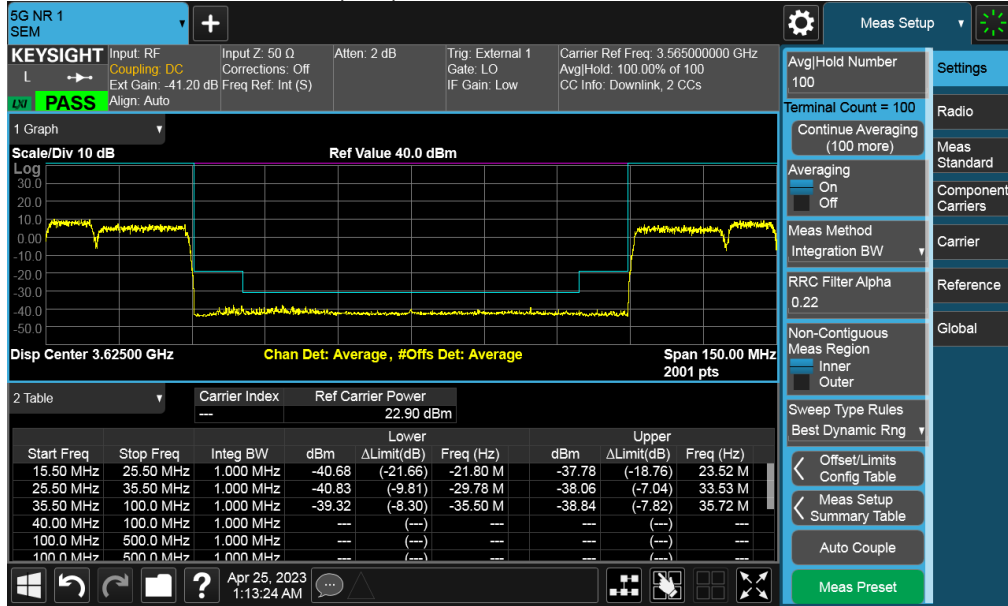 5G NR 1
SEM
+
Meas Setup
KEYSIGHT
L
LXI PASS
Input: RF
Coupling: DC
Ext Gain: -41.20 dB
Align: Auto
Input Z: 50 Ω
Corrections: Off
Freq Ref: Int (S)
Atten: 2 dB
Trig: External 1
Gate: LO
IF Gain: Low
Carrier Ref Freq: 3.565000000 GHz
Avg|Hold: 100.00% of 100
CC Info: Downlink, 2 CCs
1 Graph
Scale/Div 10 dB Ref Value 40.0 dBm
Log
30.0
20.0
10.0
0.00
-10.0
-20.0
-30.0
-40.0
-50.0
Disp Center 3.62500 GHz Chan Det: Average, #Offs Det: Average Span 150.00 MHz
2001 pts
2 Table
Carrier Index Ref Carrier Power
--- 22.90 dBm
Lower Upper
Start Freq Stop Freq Integ BW dBm ΔLimit(dB) Freq (Hz) dBm ΔLimit(dB) Freq (Hz)
15.50 MHz 25.50 MHz 1.000 MHz -40.68 (-21.66) -21.80 M -37.78 (-18.76) 23.52 M
25.50 MHz 35.50 MHz 1.000 MHz -40.83 (-9.81) -29.78 M -38.06 (-7.04) 33.53 M
35.50 MHz 100.0 MHz 1.000 MHz -39.32 (-8.30) -35.50 M -38.84 (-7.82) 35.72 M
40.00 MHz 100.0 MHz 1.000 MHz --- (---) --- --- (---) ---
100.0 MHz 500.0 MHz 1.000 MHz --- (---) --- --- (---) ---
100.0 MHz 500.0 MHz 1.000 MHz --- (---) --- --- (---) ---
Avg|Hold Number
100
Terminal Count = 100
Continue Averaging
(100 more)
Averaging
On
Off
Meas Method
Integration BW
RRC Filter Alpha
0.22
Non-Contiguous
Meas Region
Inner
Outer
Sweep Type Rules
Best Dynamic Rng
Offset/Limits
Config Table
Meas Setup
Summary Table
Auto Couple
Meas Preset
Settings
Radio
Meas
Standard
Component
Carriers
Carrier
Reference
Global
?
Apr 25, 2023
1:13:24 AM